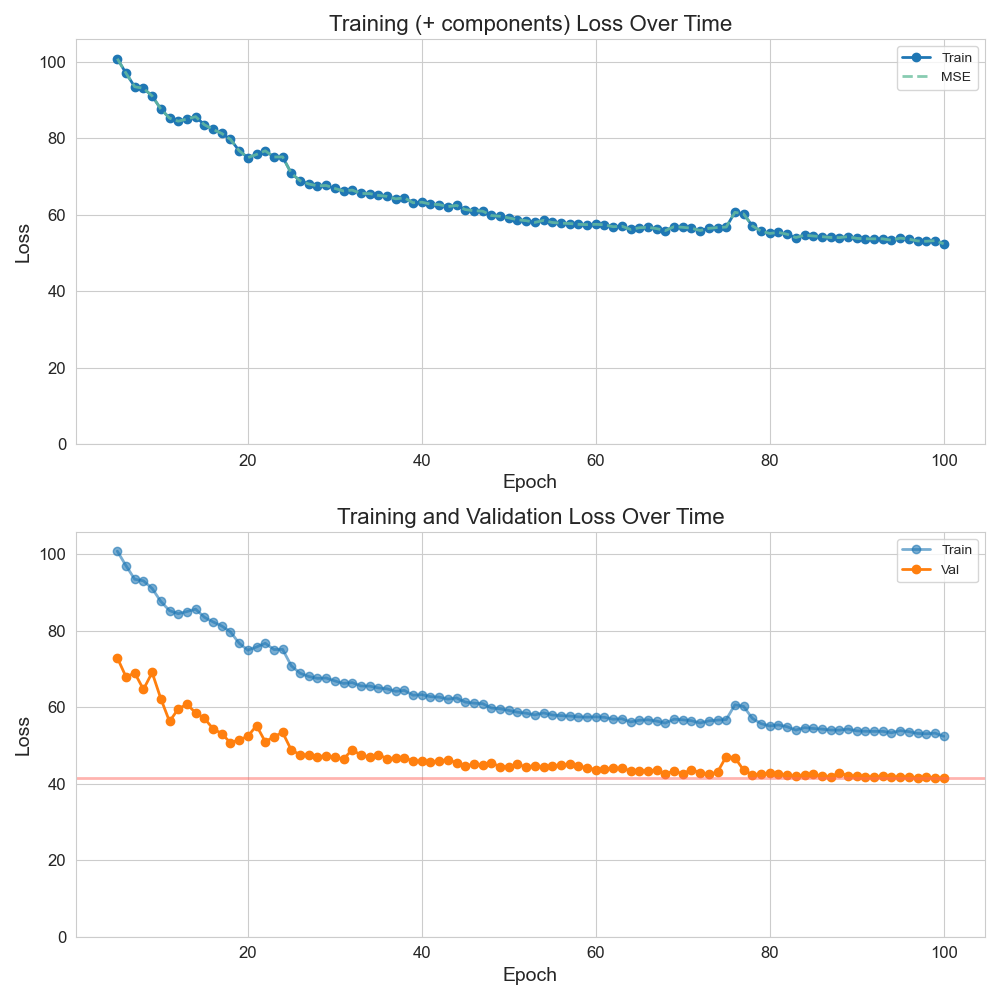 Training (+ components) Loss Over Time
100
80
60
40
20
0
Loss
Train
MSE
20 40 60 80 100
Epoch
Training and Validation Loss Over Time
100
80
60
40
20
0
Loss
Train
Val
20 40 60 80 100
Epoch